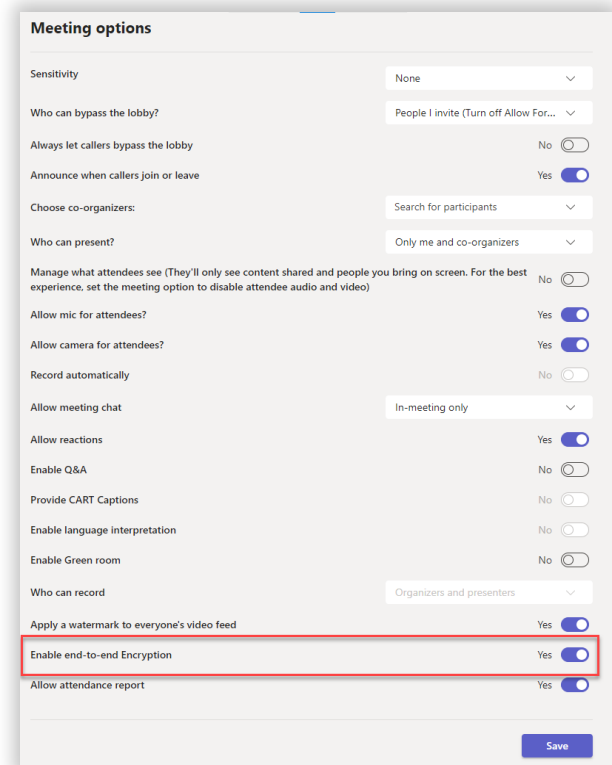 Meeting options
Sensitivity
None
Who can bypass the lobby?
People I invite (Turn off Allow For...
Always let callers bypass the lobby
No
Announce when callers join or leave
Yes
Choose co-organizers:
Search for participants
Who can present?
Only me and co-organizers
Manage what attendees see (They'll only see content shared and people you bring on screen. For the best
experience, set the meeting option to disable attendee audio and video)
No
Allow mic for attendees?
Yes
Allow camera for attendees?
Yes
Record automatically
No
Allow meeting chat
In-meeting only
Allow reactions
Yes
Enable Q&A
No
Provide CART Captions
No
Enable language interpretation
No
Enable Green room
No
Who can record
Organizers and presenters
Apply a watermark to everyone's video feed
Yes
Enable end-to-end Encryption
Yes
Allow attendance report
Yes
Save